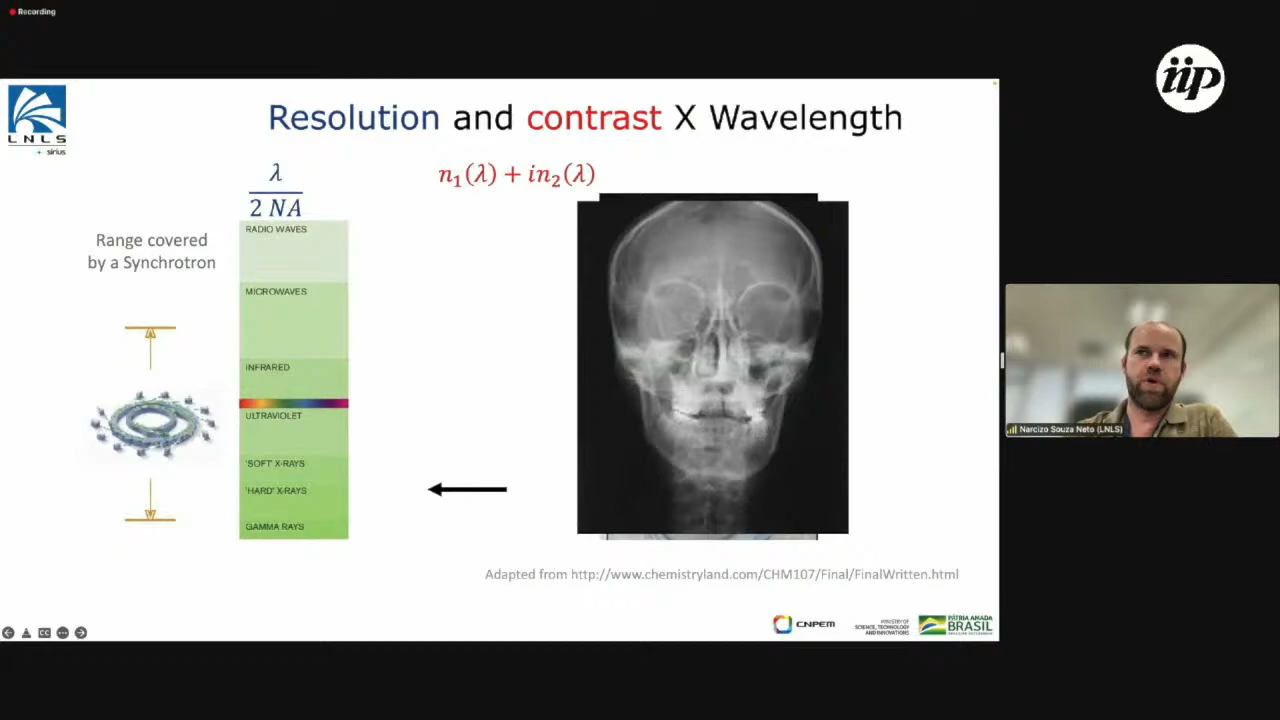 Recording
iip
Resolution and contrast X Wavelength
LNLS
sirius
λ
2 NA
n₁(λ) + in₂(λ)
Range covered
by a Synchrotron
RADIO WAVES
MICROWAVES
INFRARED
ULTRAVIOLET
'SOFT' X-RAYS
'HARD' X-RAYS
GAMMA RAYS
Narcizo Souza Neto (LNLS)
Adapted from http://www.chemistryland.com/CHM107/Final/FinalWritten.html
CC
CNPEM
MINISTRY OF
SCIENCE, TECHNOLOGY
AND INNOVATIONS
PÁTRIA AMADA
BRASIL